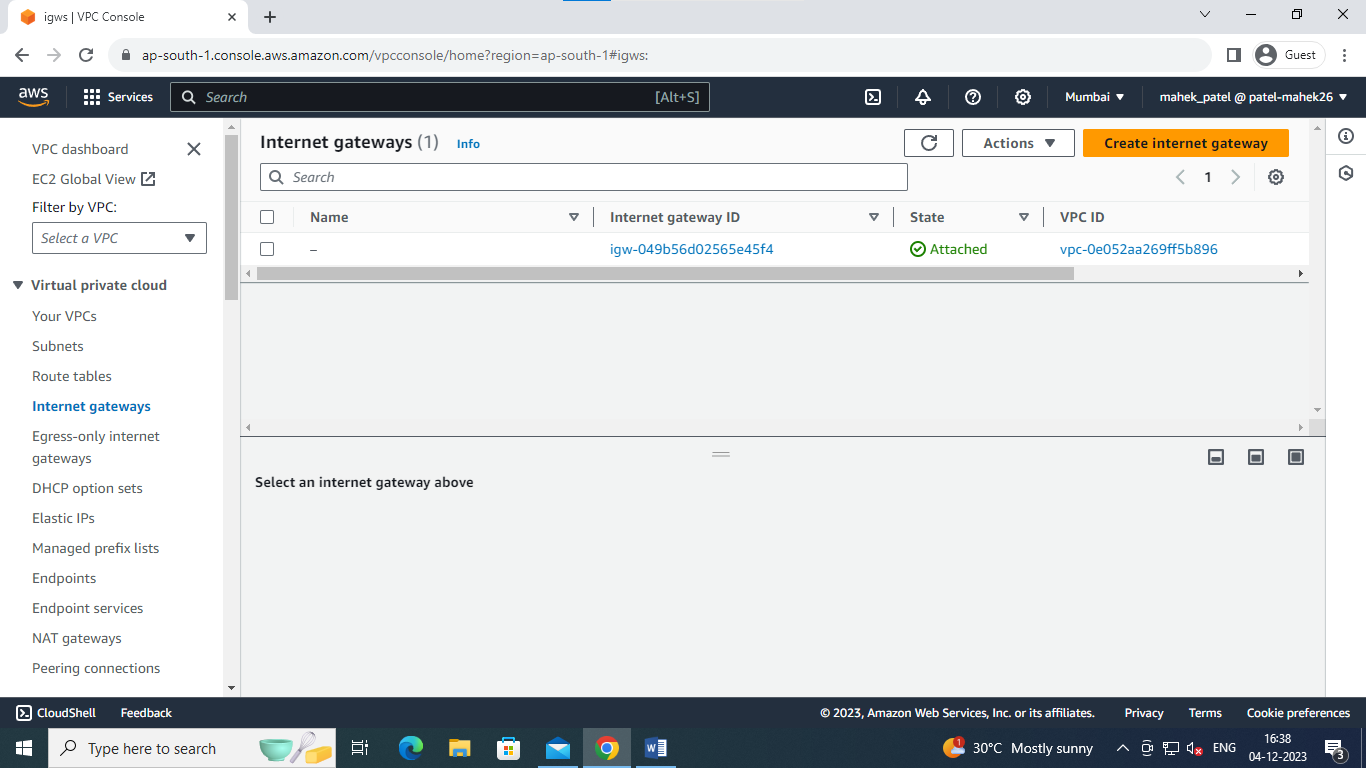 igws | VPC Console
ap-south-1.console.aws.amazon.com/vpcconsole/home?region=ap-south-1#igws:
Guest
aws
Services
Search
[Alt+S]
Mumbai
mahek_patel @ patel-mahek26
VPC dashboard
EC2 Global View
Filter by VPC:
Select a VPC
Virtual private cloud
Your VPCs
Subnets
Route tables
Internet gateways
Egress-only internet
gateways
DHCP option sets
Elastic IPs
Managed prefix lists
Endpoints
Endpoint services
NAT gateways
Peering connections
Internet gateways (1) Info
Actions
Create internet gateway
Search
1
Name Internet gateway ID State VPC ID
– igw-049b56d02565e45f4 Attached vpc-0e052aa269ff5b896
Select an internet gateway above
CloudShell Feedback © 2023, Amazon Web Services, Inc. or its affiliates. Privacy Terms Cookie preferences
Type here to search
1
30°C Mostly sunny
ENG
16:38
04-12-2023
3